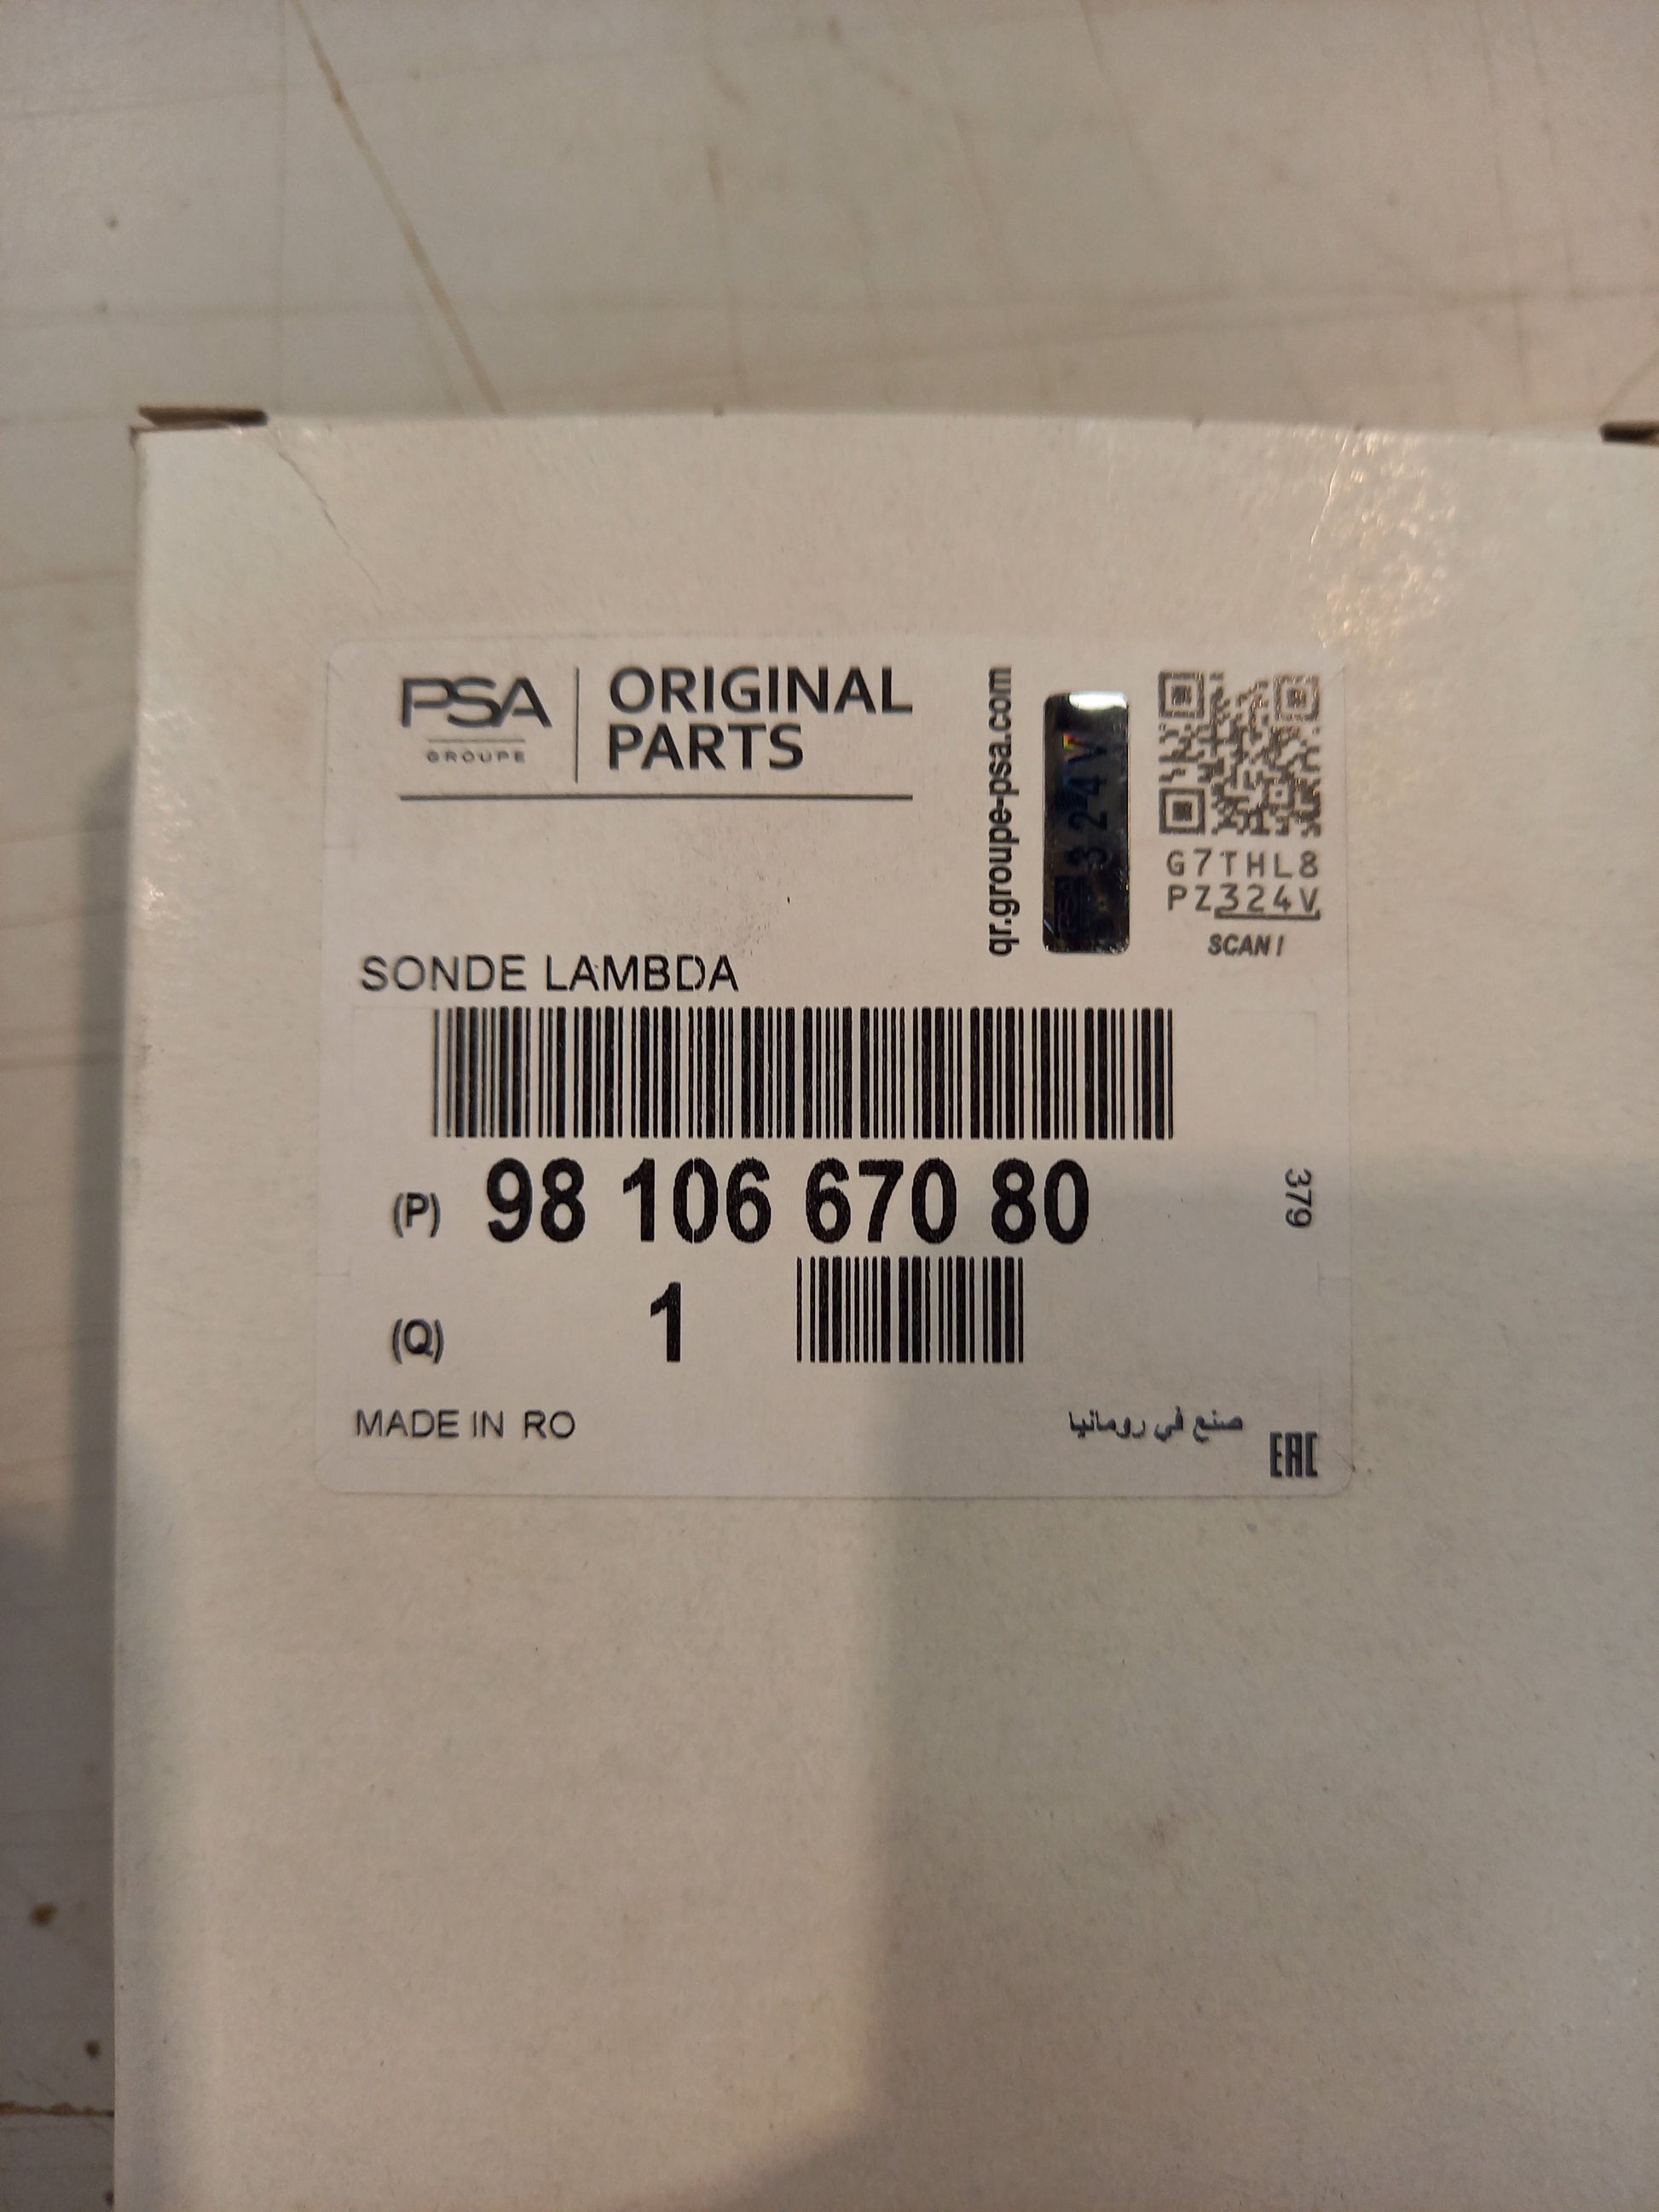 PSA
GROUPE
ORIGINAL
PARTS
qr.groupe-psa.com
324V
G7THL8
PZ324V
SCAN!
SONDE LAMBDA
(P) 98 106 670 80
379
(Q) 1
MADE IN RO
صنع في رومانيا
EAC